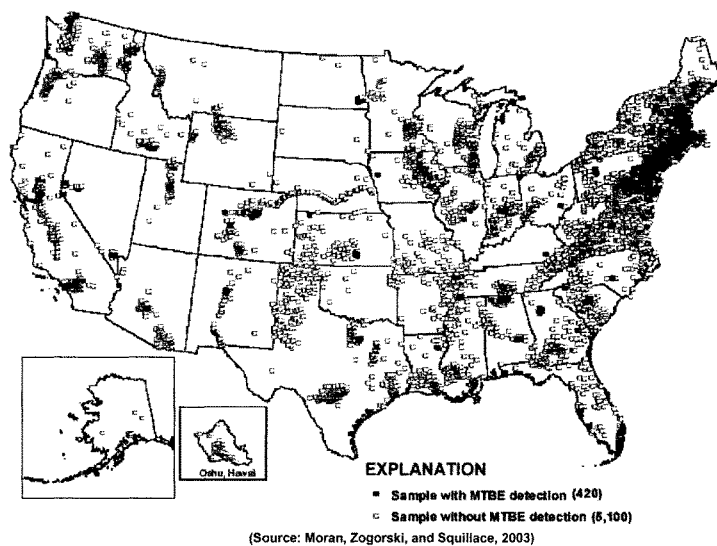 Oahu, Hawaii
EXPLANATION
Sample with MTBE detection (420)
Sample without MTBE detection (5,100)
(Source: Moran, Zogorski, and Squillace, 2003)